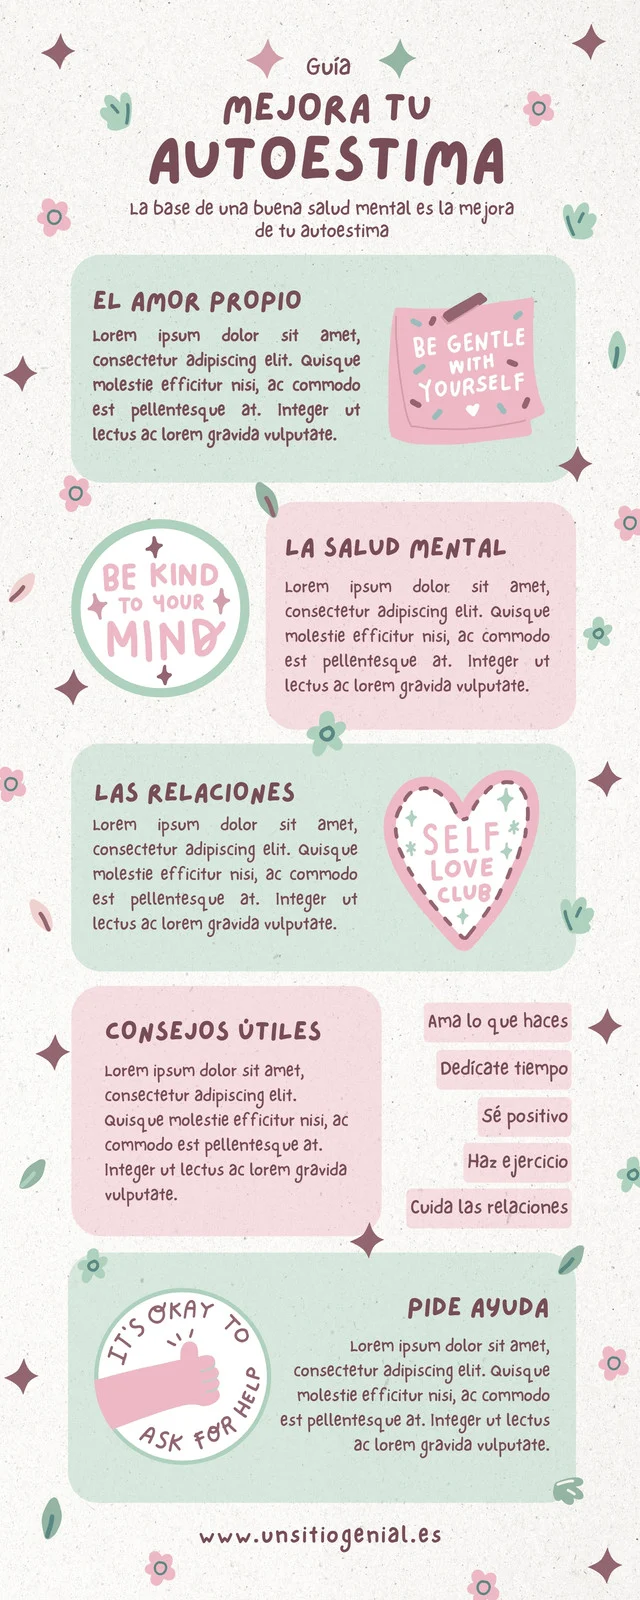 Guía
MEJORA TU
AUTOESTIMA
La base de una buena salud mental es la mejora
de tu autoestima
EL AMOR PROPIO
Lorem ipsum dolor sit amet,
consectetur adipiscing elit. Quisque
molestie efficitur nisi, ac commodo
est pellentesque at. Integer ut
lectus ac lorem gravida vulputate.
BE GENTLE
WITH
YOURSELF
BE KIND
TO YOUR
MIND
LA SALUD MENTAL
Lorem ipsum dolor sit amet,
consectetur adipiscing elit. Quisque
molestie efficitur nisi, ac commodo
est pellentesque at. Integer ut
lectus ac lorem gravida vulputate.
LAS RELACIONES
Lorem ipsum dolor sit amet,
consectetur adipiscing elit. Quisque
molestie efficitur nisi, ac commodo
est pellentesque at. Integer ut
lectus ac lorem gravida vulputate.
SELF
LOVE
CLUB
CONSEJOS ÚTILES
Lorem ipsum dolor sit amet,
consectetur adipiscing elit.
Quisque molestie efficitur nisi, ac
commodo est pellentesque at.
Integer ut lectus ac lorem gravida
vulputate.
Ama lo que haces
Dedícate tiempo
Sé positivo
Haz ejercicio
Cuida las relaciones
IT'S OKAY TO
ASK FOR HELP
PIDE AYUDA
Lorem ipsum dolor sit amet,
consectetur adipiscing elit. Quisque
molestie efficitur nisi, ac commodo
est pellentesque at. Integer ut lectus
ac lorem gravida vulputate.
www.unsitiogenial.es